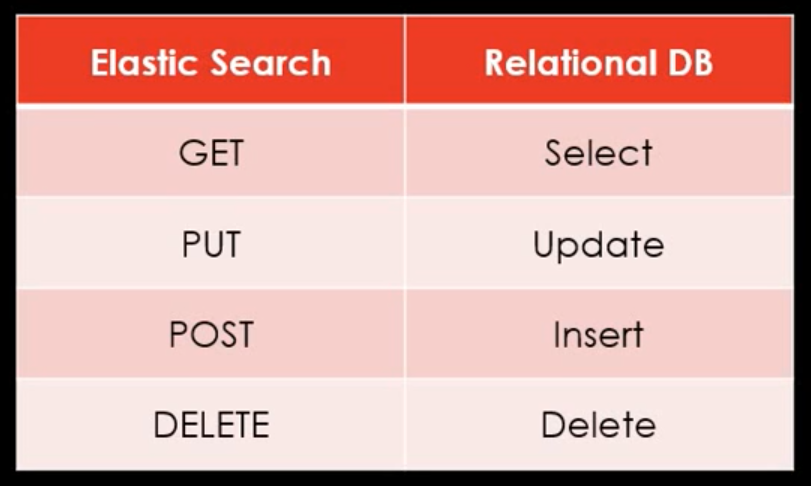 Elastic Search Relational DB
GET Select
PUT Update
POST Insert
DELETE Delete